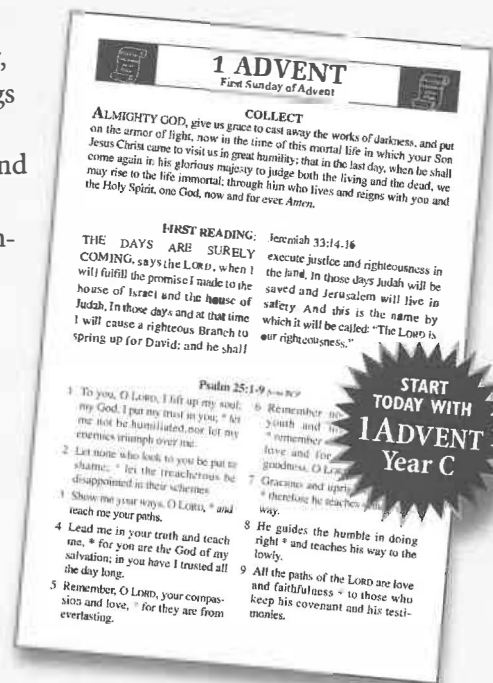 ,
gs
nd
n-
1 ADVENT
First Sunday of Advent
COLLECT
ALMIGHTY GOD, give us grace to cast away the works of darkness, and put
on the armor of light, now in the time of this mortal life in which your Son
Jesus Christ came to visit us in great humility; that in the last day, when he shall
come again in his glorious majesty to judge both the living and the dead, we
may rise to the life immortal; through him who lives and reigns with you and
the Holy Spirit, one God, now and for ever. Amen.
FIRST READING: Jeremiah 33:14-16
THE DAYS ARE SURELY
COMING, says the LORD, when I
will fulfill the promise I made to the
house of Israel and the house of
Judah. In those days and at that time
I will cause a righteous Branch to
spring up for David; and he shall
execute justice and righteousness in
the land. In those days Judah will be
saved and Jerusalem will live in
safety And this is the name by
which it will be called: "The LORD is
our righteousness."
Psalm 25:1-9
1 To you, O LORD, I lift up my soul;
my God, I put my trust in you; * let
me not be humiliated, nor let my
enemies triumph over me.
2 Let none who look to you be put to
shame; * let the treacherous be
disappointed in their schemes.
3 Show me your ways, O LORD, * and
teach me your paths.
4 Lead me in your truth and teach
me, * for you are the God of my
salvation; in you have I trusted all
the day long.
5 Remember, O LORD, your compas-
sion and love, * for they are from
everlasting.
6 Remember
youth and
* remember
love and for
goodness, O
7 Gracious and
* therefore he teaches
way.
8 He guides the humble in doing
right * and teaches his way to the
lowly.
9 All the paths of the LORD are love
and faithfulness * to those who
keep his covenant and his testi-
monies.
START
TODAY WITH
1 ADVENT
Year C